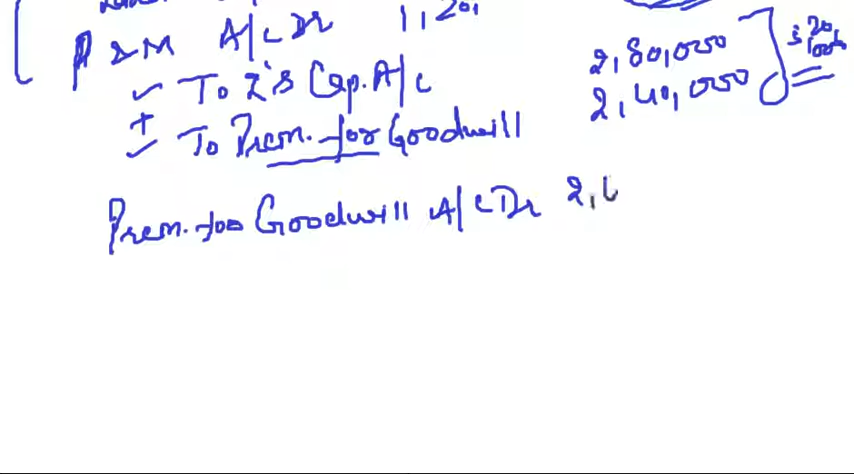 P & M A/c Dr 1,20,
✓ To Z's Cap. A/c 2,80,000
+
✓ To Prem. for Goodwill 2,40,000
Prem. for Goodwill A/c Dr 2,